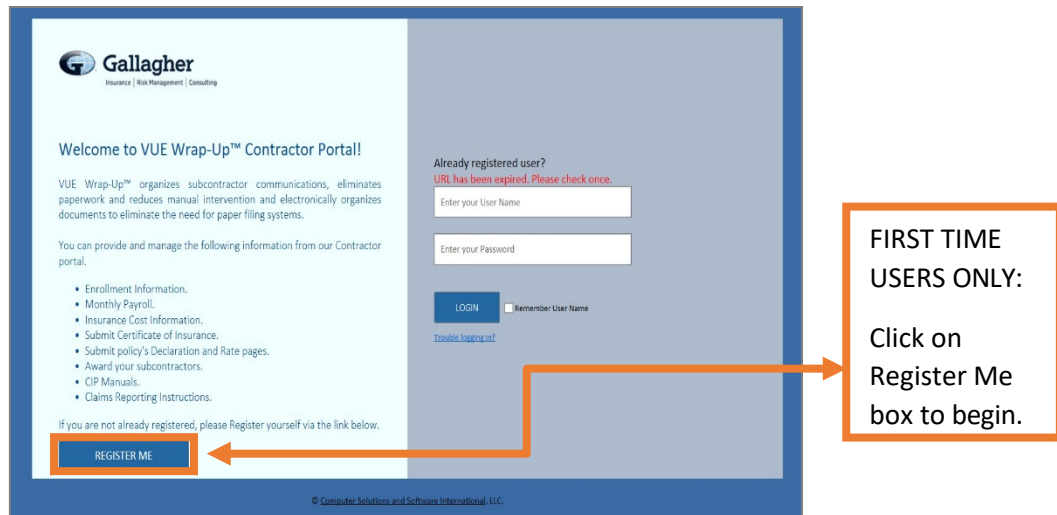 Gallagher
Insurance | Risk Management | Consulting
Welcome to VUE Wrap-Up™ Contractor Portal!
VUE Wrap-Up™ organizes subcontractor communications, eliminates
paperwork and reduces manual intervention and electronically organizes
documents to eliminate the need for paper filing systems.
You can provide and manage the following information from our Contractor
portal.
• Enrollment Information.
• Monthly Payroll.
• Insurance Cost Information.
• Submit Certificate of Insurance.
• Submit policy's Declaration and Rate pages.
• Award your subcontractors.
• CIP Manuals.
• Claims Reporting Instructions.
If you are not already registered, please Register yourself via the link below.
REGISTER ME
Already registered user?
URL has been expired. Please check once.
Enter your User Name
Enter your Password
LOGIN
Remember User Name
Trouble logging in?
© Computer Solutions and Software International, LLC.
FIRST TIME
USERS ONLY:
Click on
Register Me
box to begin.